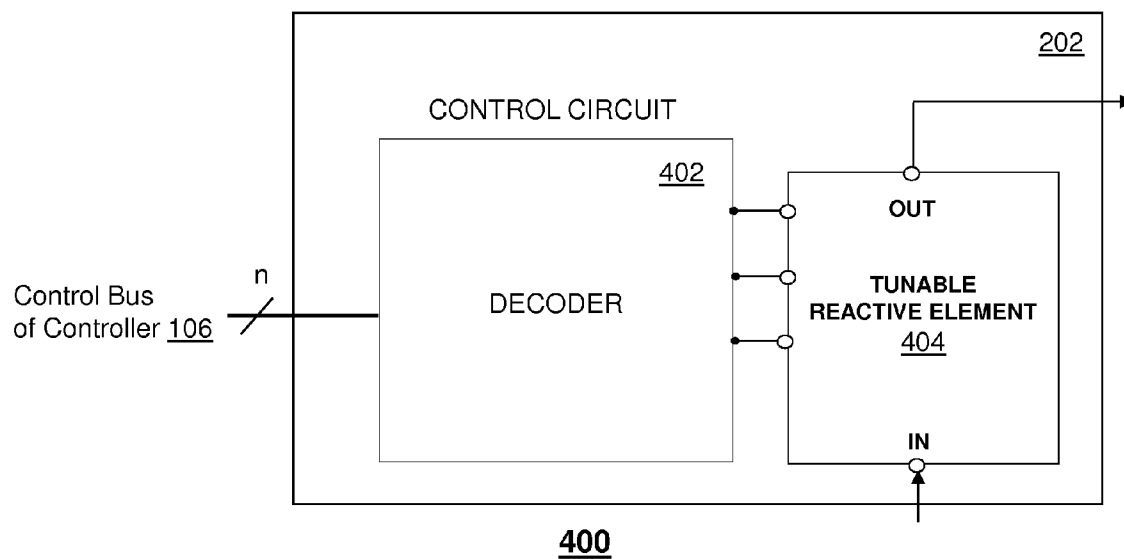 202
CONTROL CIRCUIT
402
OUT
n
Control Bus
of Controller 106
DECODER
TUNABLE
REACTIVE ELEMENT
404
IN
400